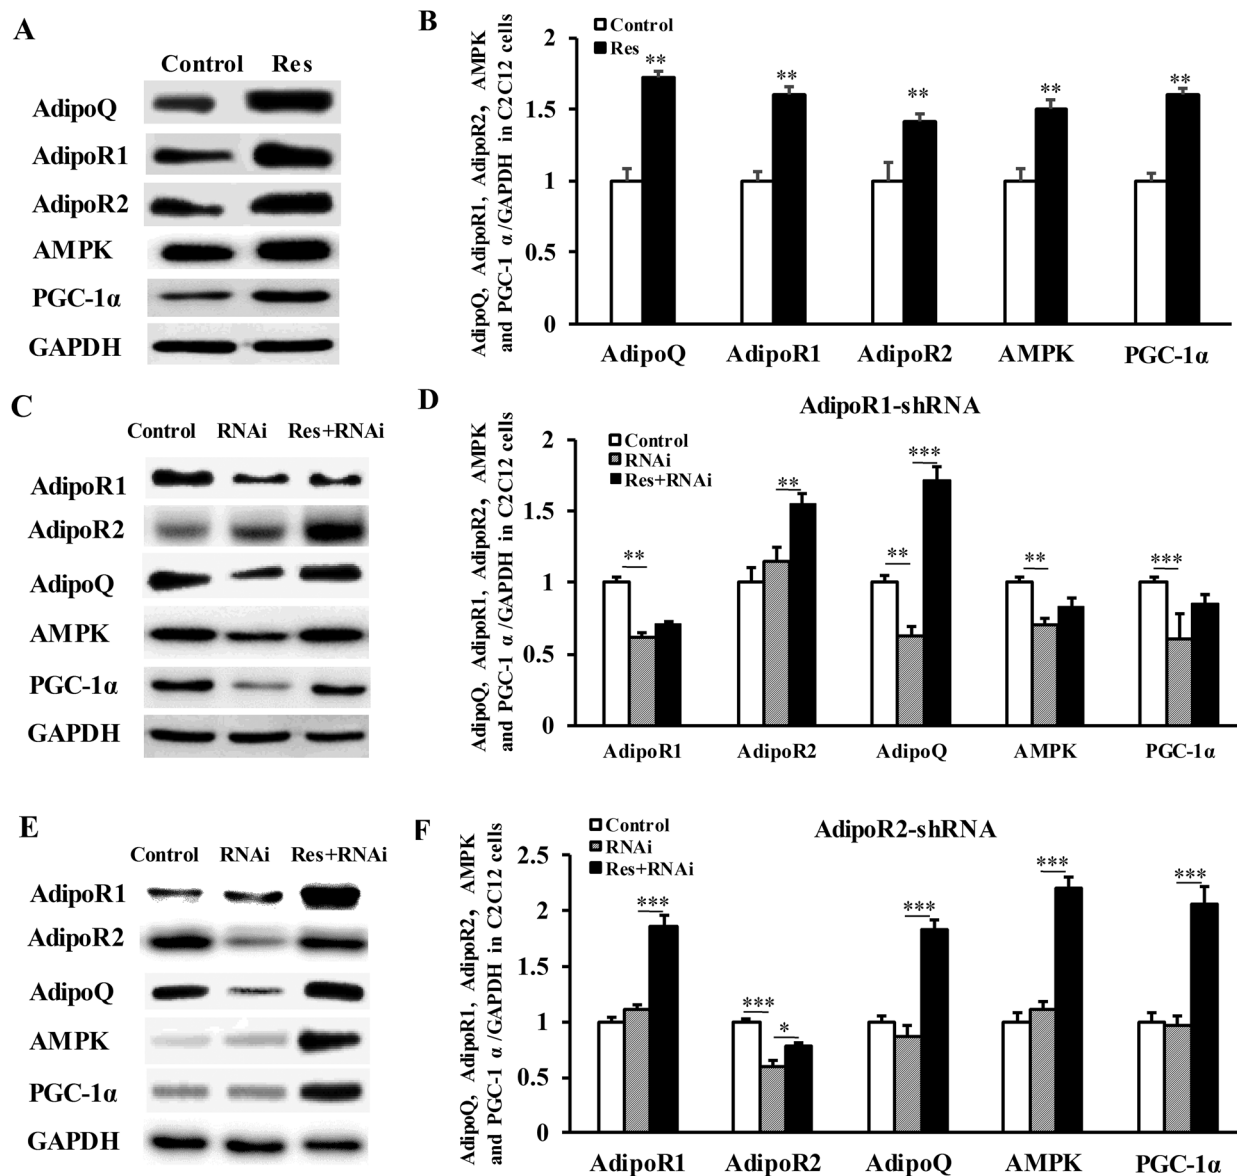 A
Control Res
AdipoQ
AdipoR1
AdipoR2
AMPK
PGC-1α
GAPDH
B
AdipoQ, AdipoR1, AdipoR2, AMPK
and PGC-1 α/GAPDH in C2C12 cells
Control
Res
2
1.5
1
0.5
0
** ** ** ** **
AdipoQ AdipoR1 AdipoR2 AMPK PGC-1α
C
Control RNAi Res+RNAi
AdipoR1
AdipoR2
AdipoQ
AMPK
PGC-1α
GAPDH
D
AdipoR1-shRNA
AdipoQ, AdipoR1, AdipoR2, AMPK
and PGC-1 α/GAPDH in C2C12 cells
Control
RNAi
Res+RNAi
2
1.5
1
0.5
0
** ** ** *** ** ***
AdipoR1 AdipoR2 AdipoQ AMPK PGC-1α
E
Control RNAi Res+RNAi
AdipoR1
AdipoR2
AdipoQ
AMPK
PGC-1α
GAPDH
F
AdipoR2-shRNA
AdipoQ, AdipoR1, AdipoR2, AMPK
and PGC-1 α/GAPDH in C2C12 cells
Control
RNAi
Res+RNAi
2.5
2
1.5
1
0.5
0
*** *** * *** *** ***
AdipoR1 AdipoR2 AdipoQ AMPK PGC-1α